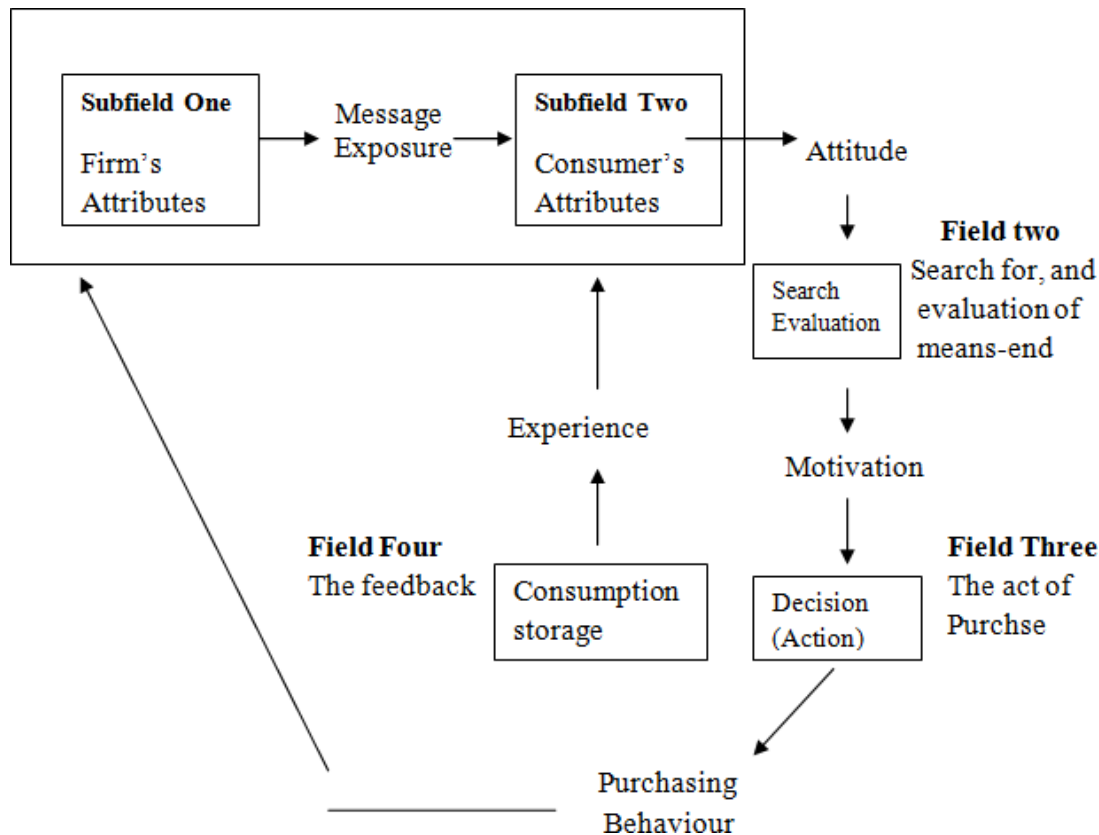 Subfield One
Firm's
Attributes
Message
Exposure
Subfield Two
Consumer's
Attributes
Attitude
Field two
Search for, and
evaluation of
means-end
Search
Evaluation
Experience
Motivation
Field Four
The feedback
Consumption
storage
Decision
(Action)
Field Three
The act of
Purchse
Purchasing
Behaviour